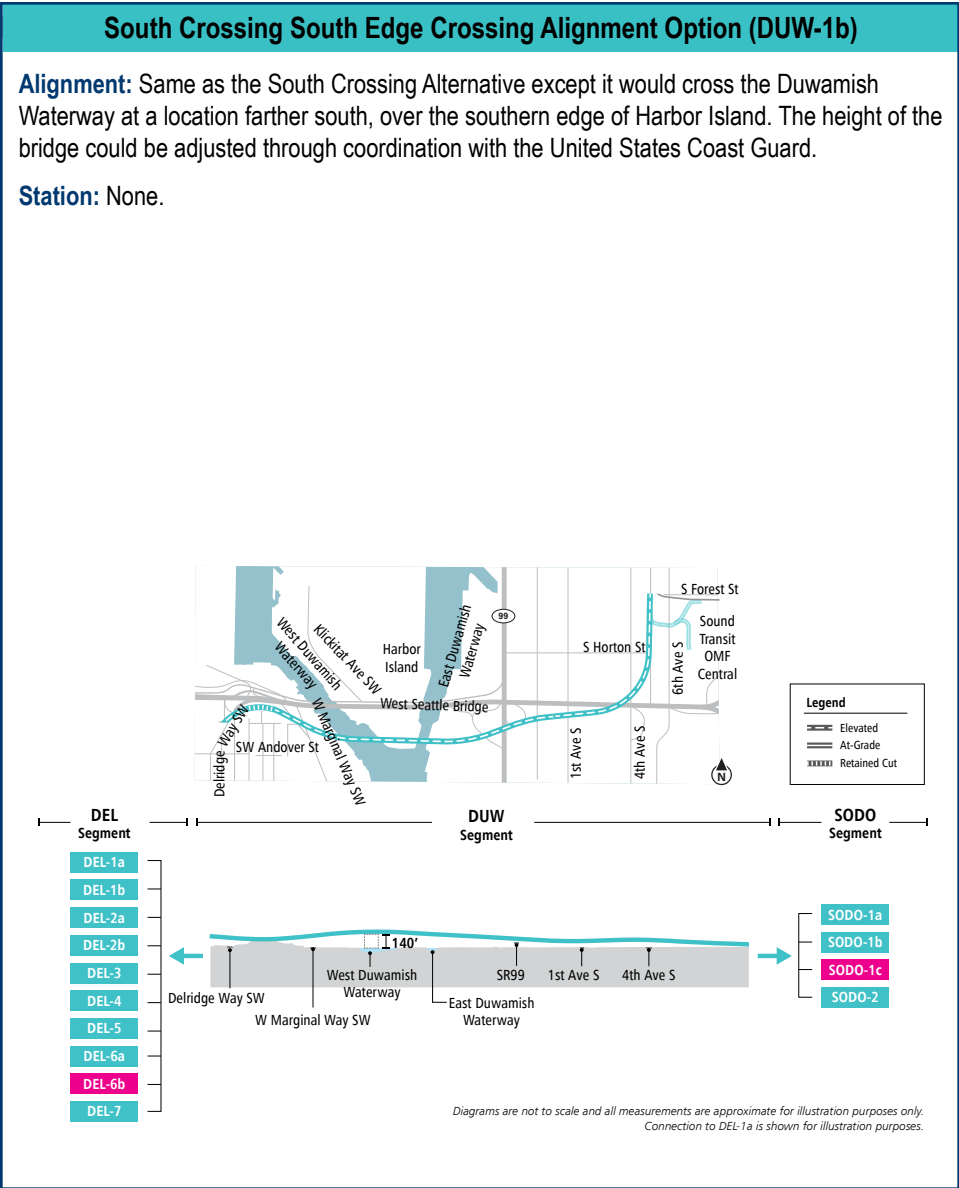 South Crossing South Edge Crossing Alignment Option (DUW-1b)
Alignment: Same as the South Crossing Alternative except it would cross the Duwamish
Waterway at a location farther south, over the southern edge of Harbor Island. The height of the
bridge could be adjusted through coordination with the United States Coast Guard.
Station: None.
S Forest St
99
Sound
Transit
OMF
Central
S Horton St
6th Ave S
Harbor
Island
East Duwamish
Waterway
Klickitat Ave SW
West Duwamish
Waterway
West Seattle Bridge
W Marginal Way SW
Delridge Way SW
SW Andover St
1st Ave S
4th Ave S
N
Legend
Elevated
At-Grade
Retained Cut
DEL
Segment
DUW
Segment
SODO
Segment
DEL-1a
DEL-1b
DEL-2a
DEL-2b
DEL-3
DEL-4
DEL-5
DEL-6a
DEL-6b
DEL-7
140'
Delridge Way SW
W Marginal Way SW
West Duwamish
Waterway
East Duwamish
Waterway
SR99
1st Ave S
4th Ave S
SODO-1a
SODO-1b
SODO-1c
SODO-2
Diagrams are not to scale and all measurements are approximate for illustration purposes only.
Connection to DEL-1a is shown for illustration purposes.